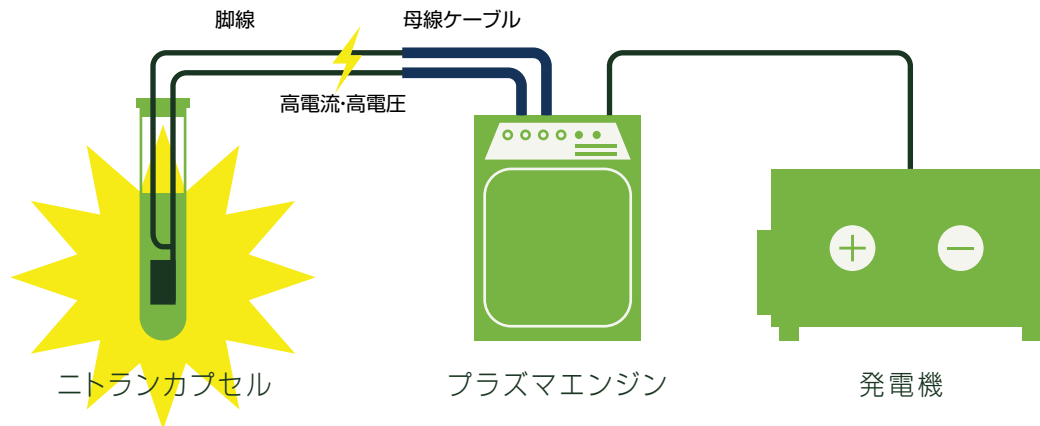 脚線
母線ケーブル
高電流・高電圧
ニトランカプセル
プラズマエンジン
発電機